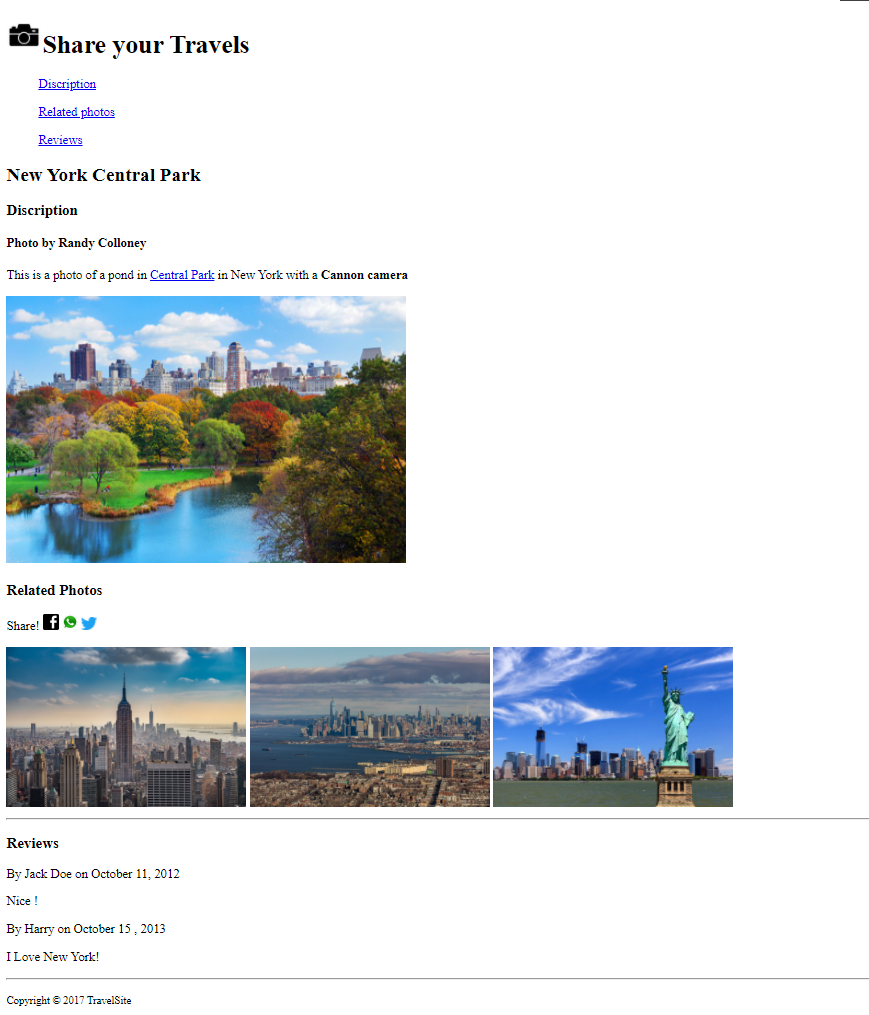 Share your Travels
Discription
Related photos
Reviews
New York Central Park
Discription
Photo by Randy Colloney
This is a photo of a pond in Central Park in New York with a Cannon camera
Related Photos
Share!
Reviews
By Jack Doe on October 11, 2012
Nice !
By Harry on October 15 , 2013
I Love New York!
Copyright © 2017 TravelSite